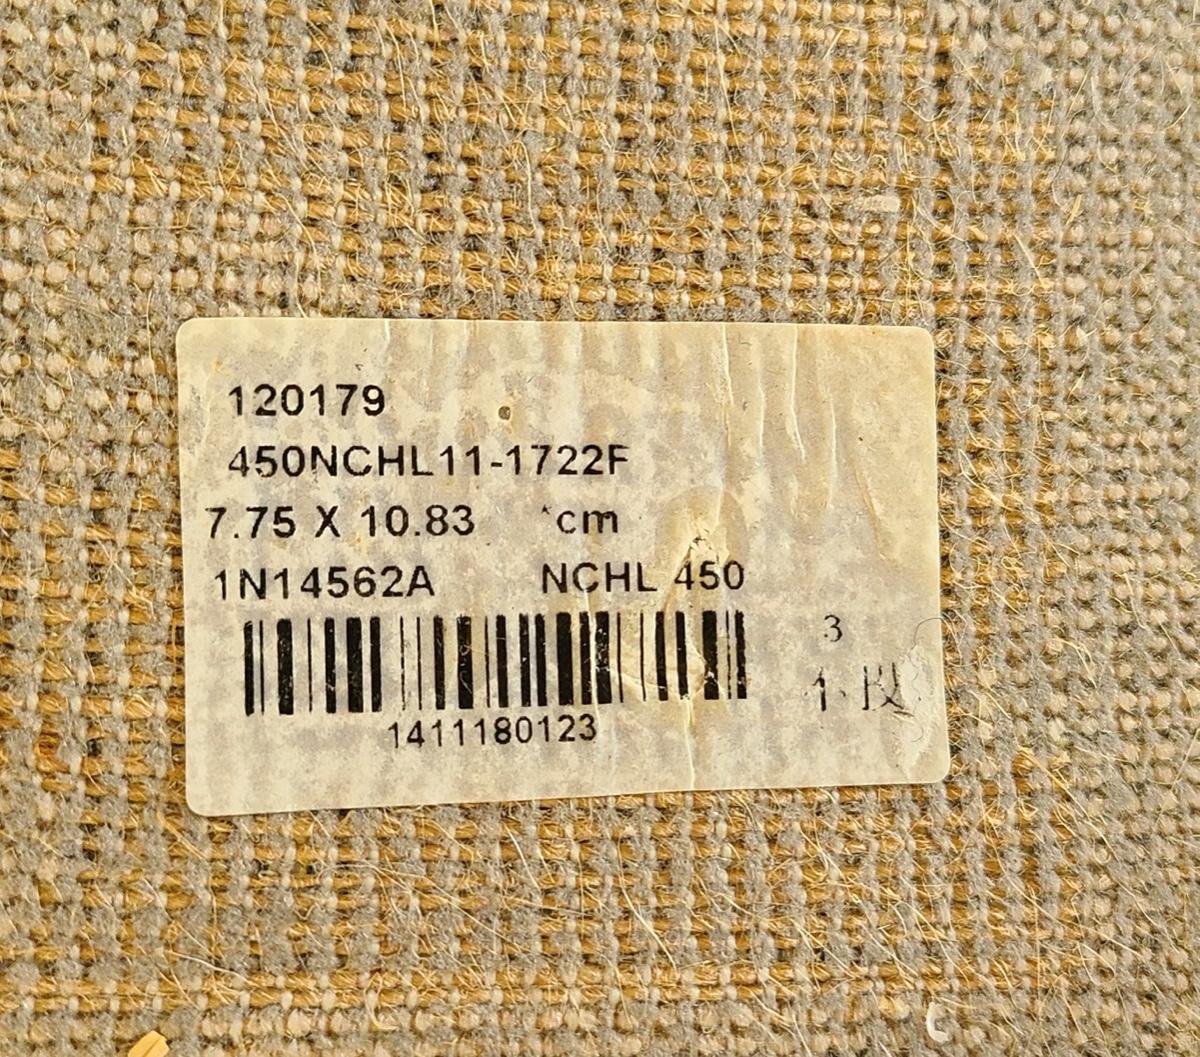 120179
450NCHL11-1722F
7.75 X 10.83 cm
1N14562A NCHL 450
3
1411180123